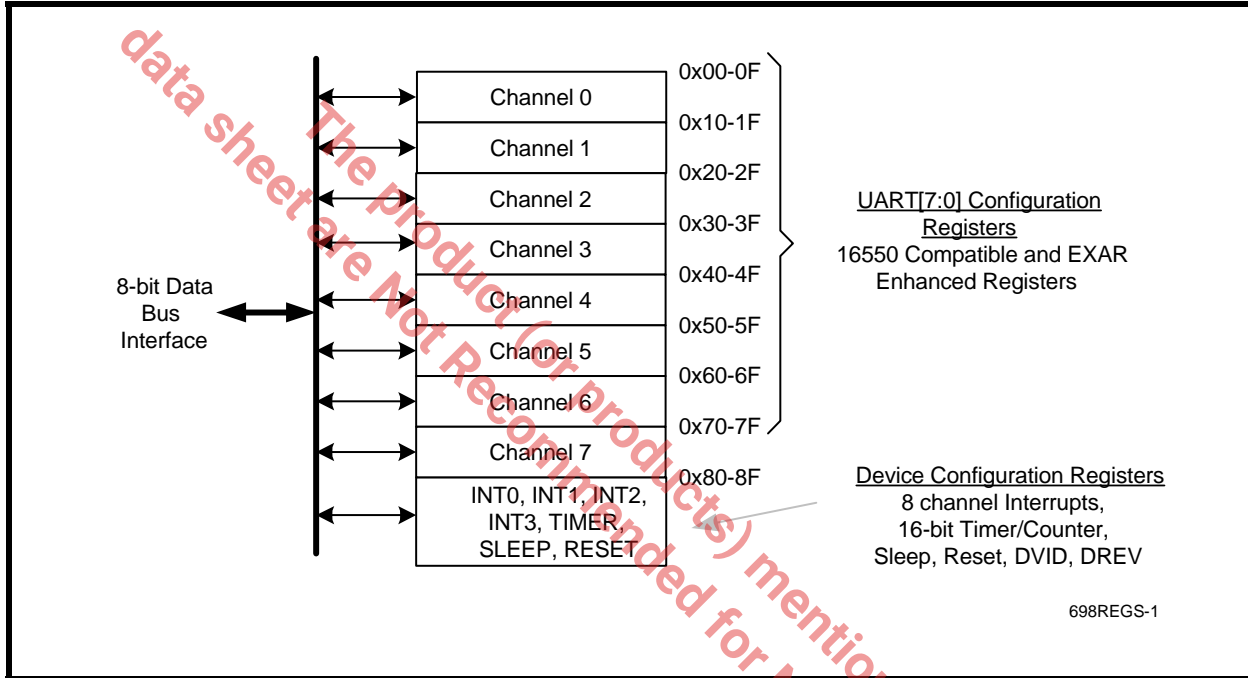 0x00-0F
Channel 0
0x10-1F
Channel 1
0x20-2F
Channel 2
0x30-3F
Channel 3
0x40-4F
Channel 4
0x50-5F
Channel 5
0x60-6F
Channel 6
0x70-7F
Channel 7
0x80-8F
INT0, INT1, INT2,
INT3, TIMER,
SLEEP, RESET
8-bit Data
Bus
Interface
UART[7:0] Configuration
Registers
16550 Compatible and EXAR
Enhanced Registers
Device Configuration Registers
8 channel Interrupts,
16-bit Timer/Counter,
Sleep, Reset, DVID, DREV
698REGS-1
The product (or products) mention
data sheet are Not Recommended for